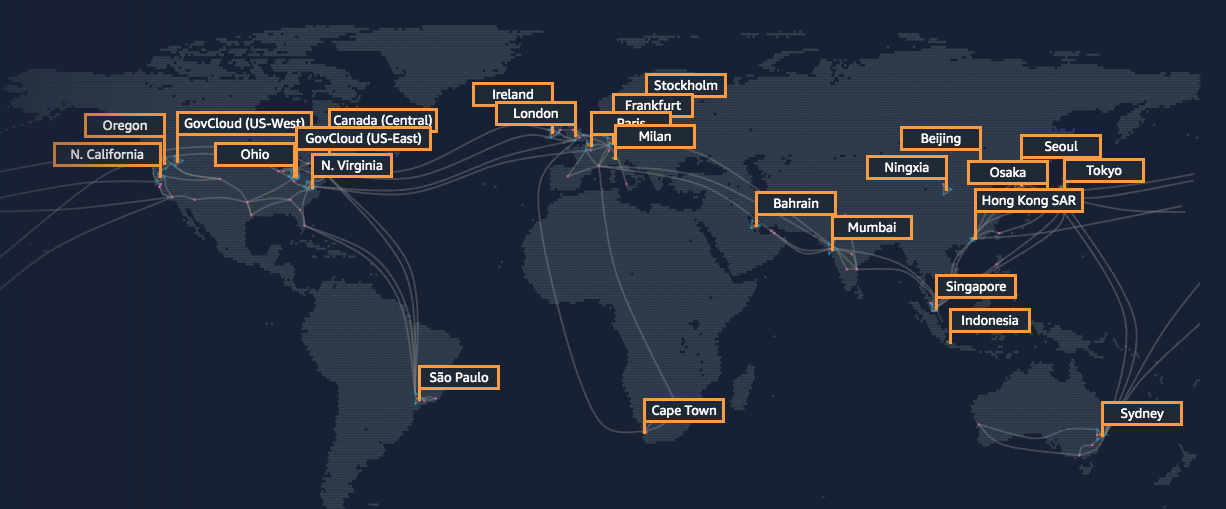 Stockholm
Ireland
Frankfurt
London
Paris
Milan
Oregon
GovCloud (US-West)
Canada (Central)
GovCloud (US-East)
N. California
Ohio
N. Virginia
Beijing
Seoul
Ningxia
Osaka
Tokyo
Hong Kong SAR
Bahrain
Mumbai
Singapore
Indonesia
São Paulo
Cape Town
Sydney